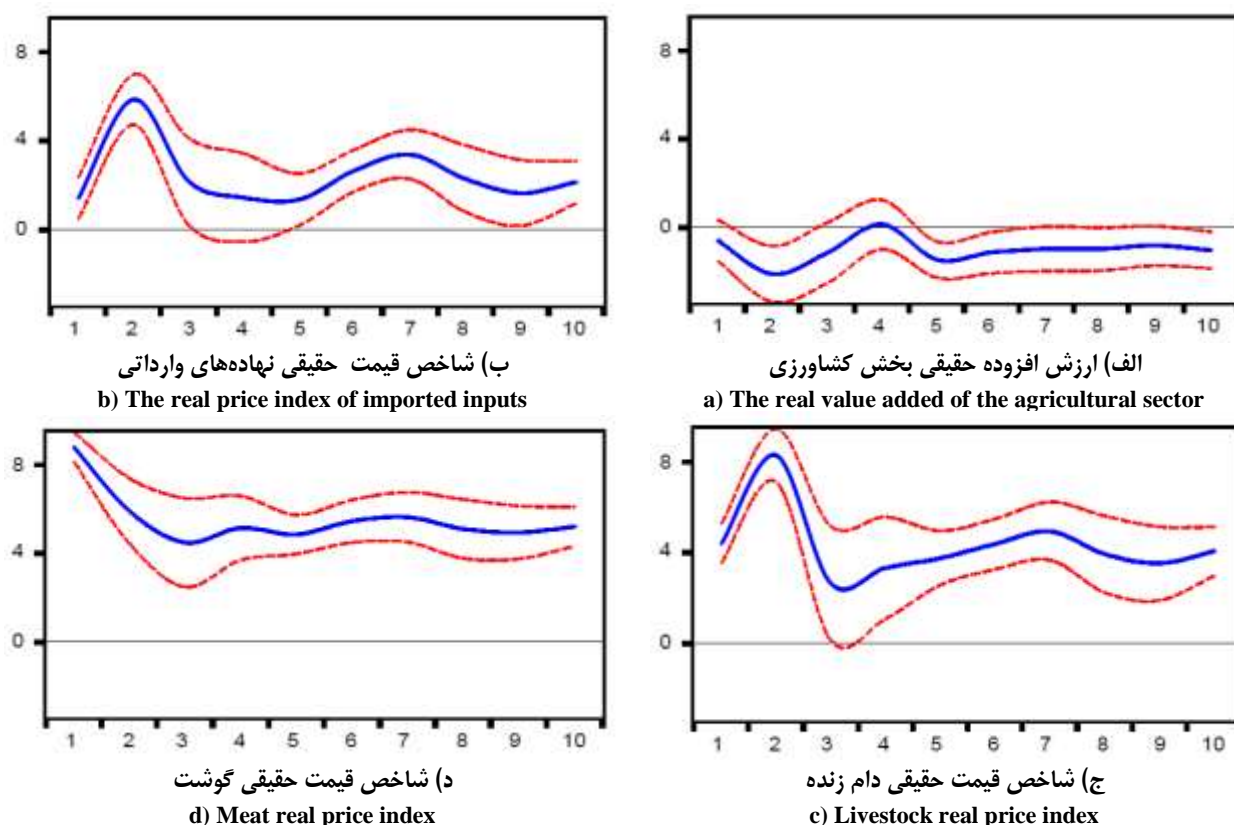 8
4
0
1 2 3 4 5 6 7 8 9 10
الف) ارزش افزوده حقیقی بخش کشاورزی
a) The real value added of the agricultural sector
8
4
0
1 2 3 4 5 6 7 8 9 10
ب) شاخص قیمت حقیقی نهاده‌های وارداتی
b) The real price index of imported inputs
8
4
0
1 2 3 4 5 6 7 8 9 10
ج) شاخص قیمت حقیقی دام زنده
c) Livestock real price index
8
4
0
1 2 3 4 5 6 7 8 9 10
د) شاخص قیمت حقیقی گوشت
d) Meat real price index